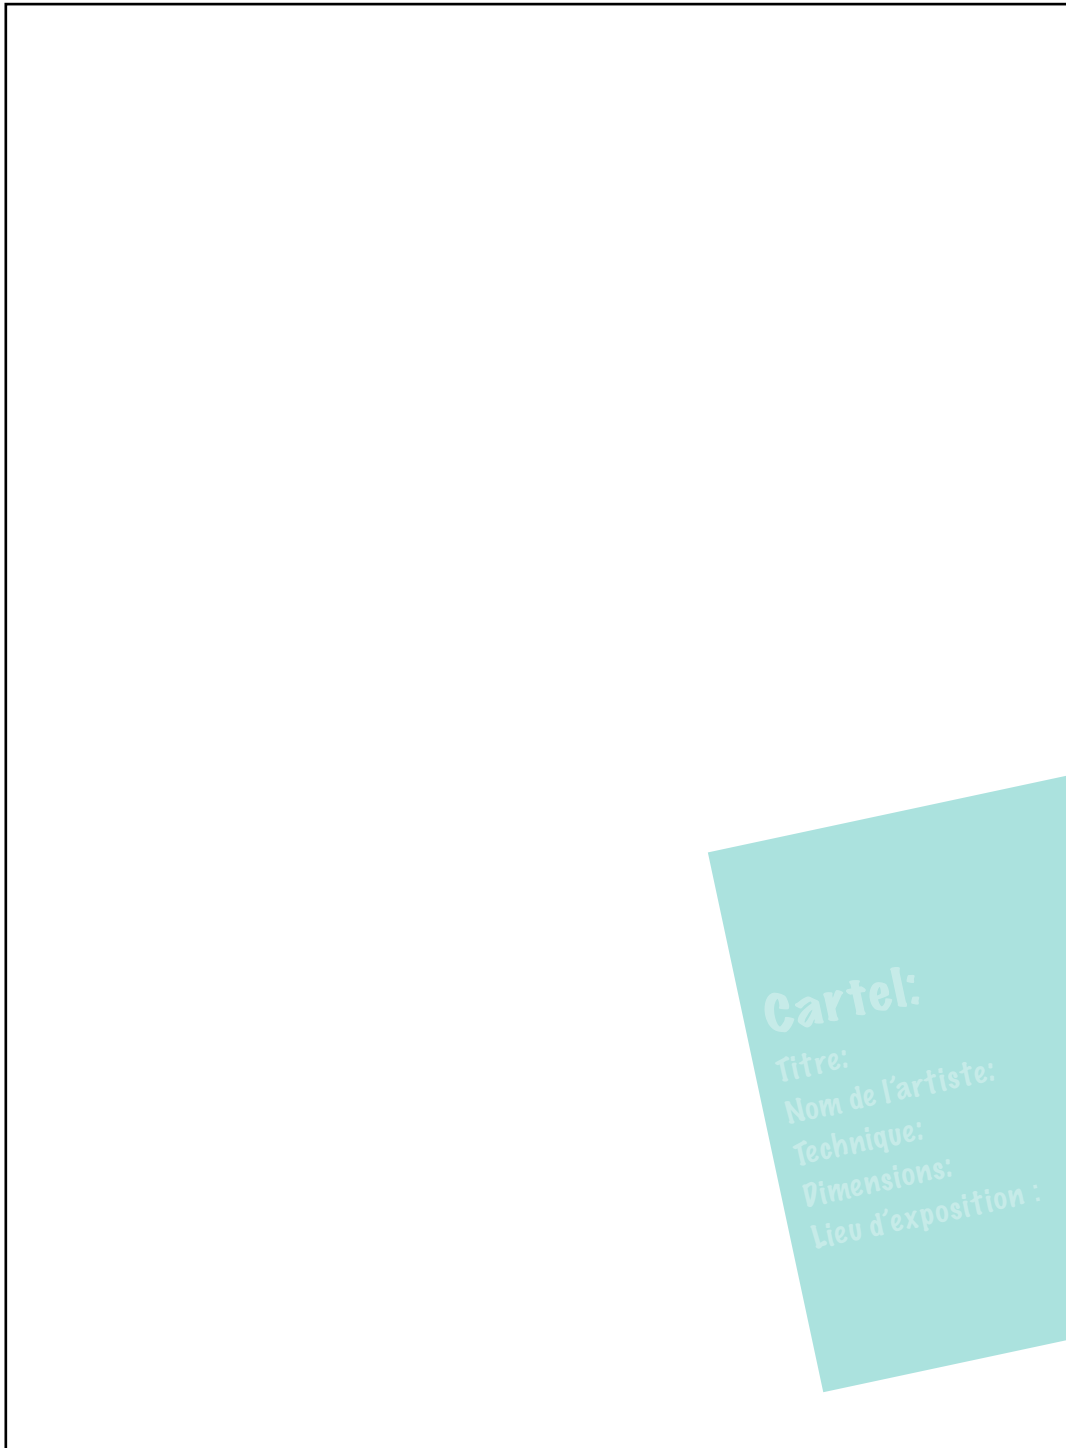 Cartel:
Titre:
Nom de l'artiste:
Technique:
Dimensions:
Lieu d'exposition :